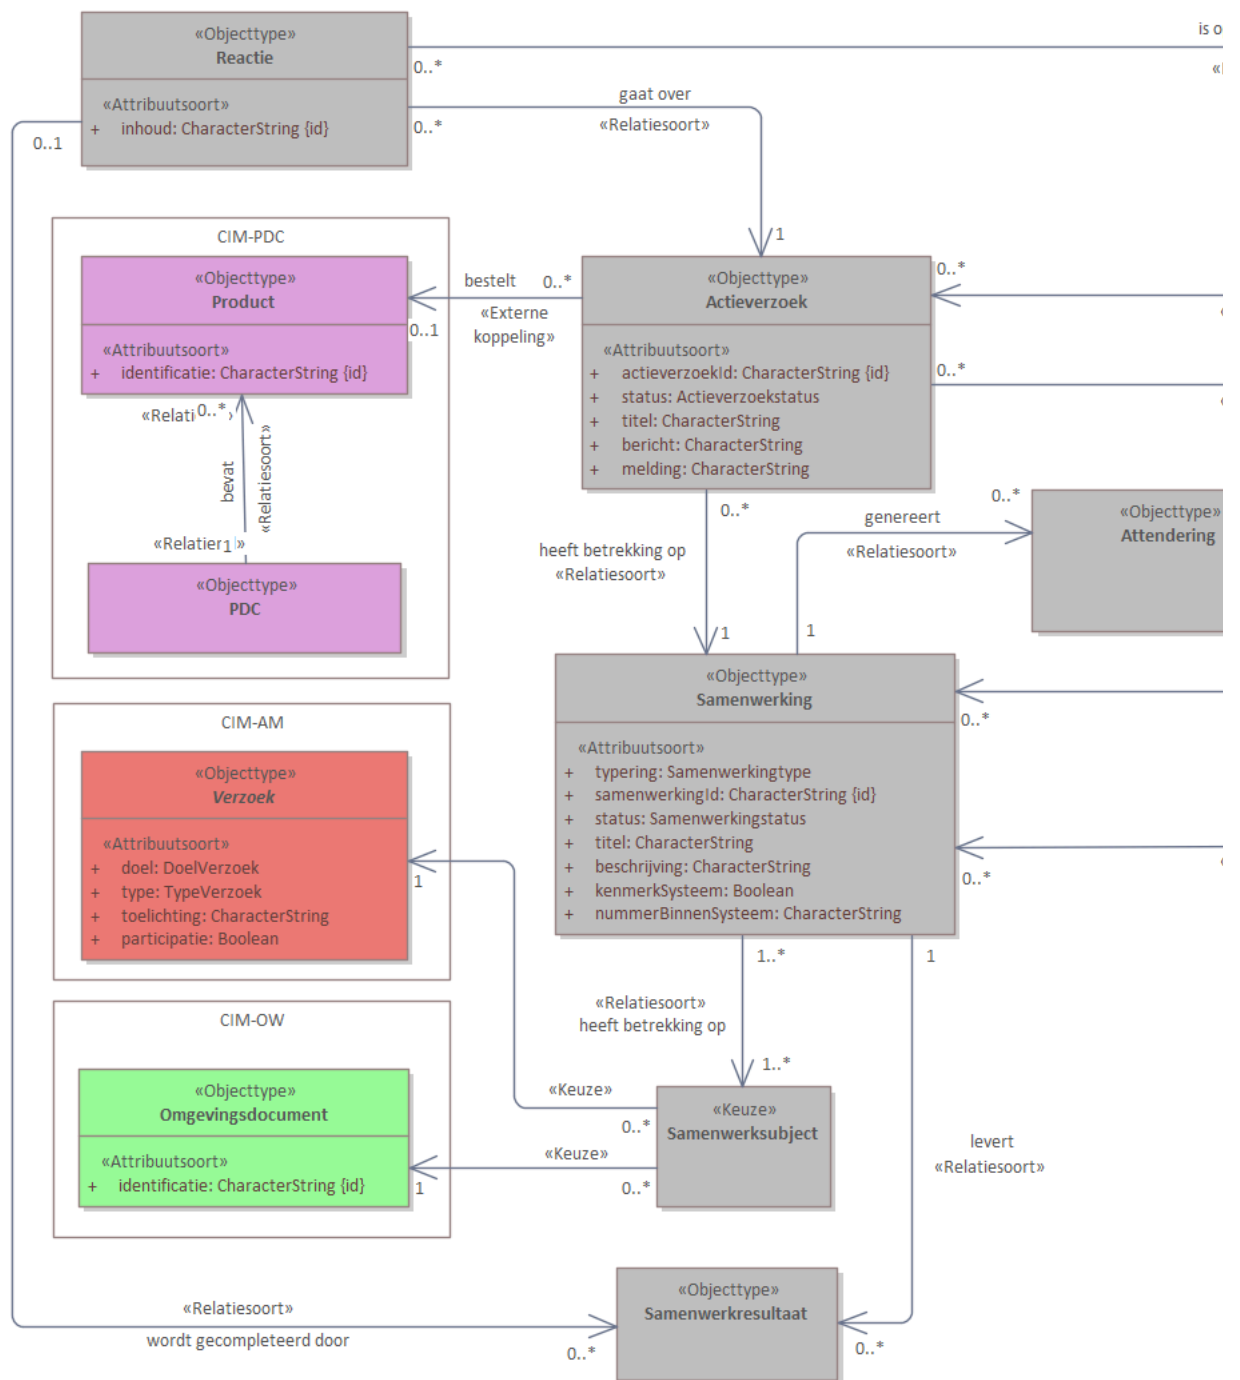 «Objecttype»
Reactie
«Attribuutsoort»
+ inhoud: CharacterString {id}
0..*
is o
0..*
gaat over
«Relatiesoort»
1
0..1
CIM-PDC
«Objecttype»
Product
«Attribuutsoort»
+ identificatie: CharacterString {id}
bestelt
0..*
«Externe
koppeling»
0..1
«Objecttype»
Actieverzoek
«Attribuutsoort»
+ actieverzoekId: CharacterString {id}
+ status: Actieverzoekstatus
+ titel: CharacterString
+ bericht: CharacterString
+ melding: CharacterString
0..*
0..*
0..*
bevat
«Relatiesoort»
1
«Objecttype»
PDC
0..*
heeft betrekking op
«Relatiesoort»
1
genereert
«Relatiesoort»
0..*
1
«Objecttype»
Attendering
«Objecttype»
Samenwerking
«Attribuutsoort»
+ typering: Samenwerkingtype
+ samenwerkingId: CharacterString {id}
+ status: Samenwerkingstatus
+ titel: CharacterString
+ beschrijving: CharacterString
+ kenmerkSysteem: Boolean
+ nummerBinnenSysteem: CharacterString
0..*
0..*
CIM-AM
«Objecttype»
Verzoek
«Attribuutsoort»
+ doel: DoelVerzoek
+ type: TypeVerzoek
+ toelichting: CharacterString
+ participatie: Boolean
1
1..*
«Relatiesoort»
heeft betrekking op
1..*
1
CIM-OW
«Objecttype»
Omgevingsdocument
«Attribuutsoort»
+ identificatie: CharacterString {id}
«Keuze»
0..*
«Keuze»
0..*
1
«Keuze»
Samenwerksubject
levert
«Relatiesoort»
«Relatiesoort»
wordt gecompleteerd door
0..*
«Objecttype»
Samenwerkresultaat
0..*